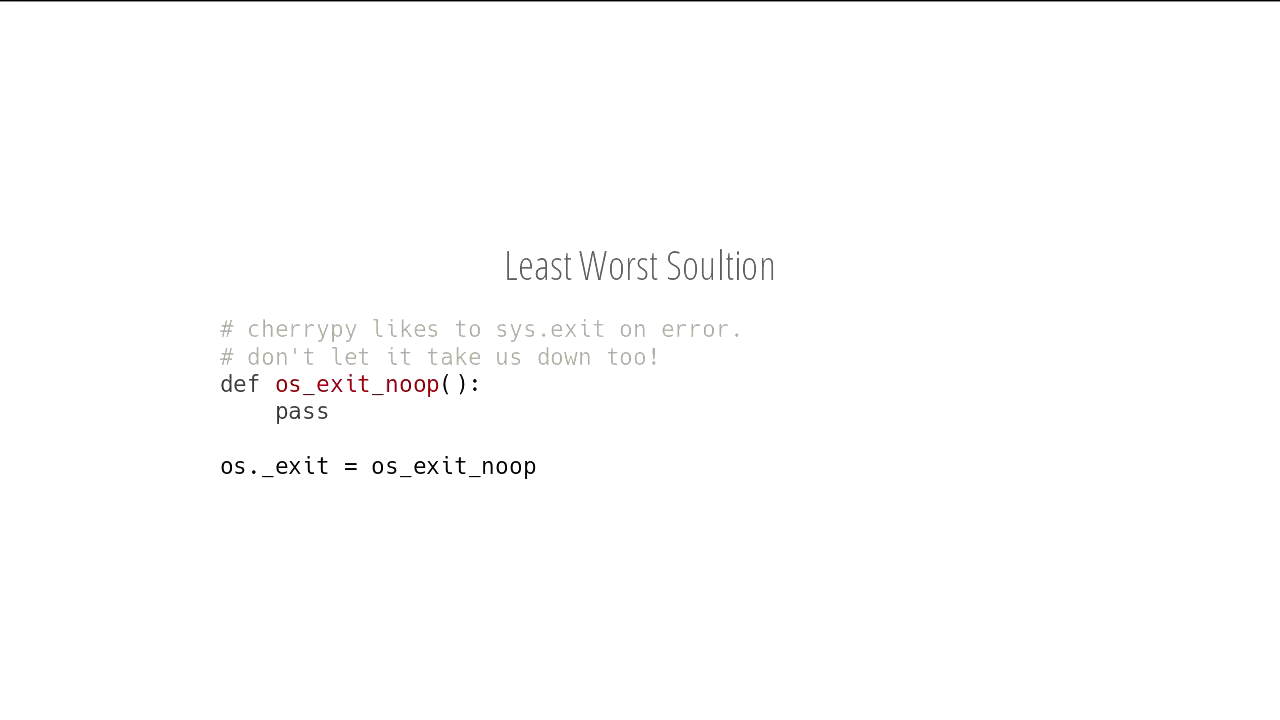 Least Worst Soultion
# cherrypy likes to sys.exit on error.
# don't let it take us down too!
def os_exit_noop():
    pass
os._exit = os_exit_noop